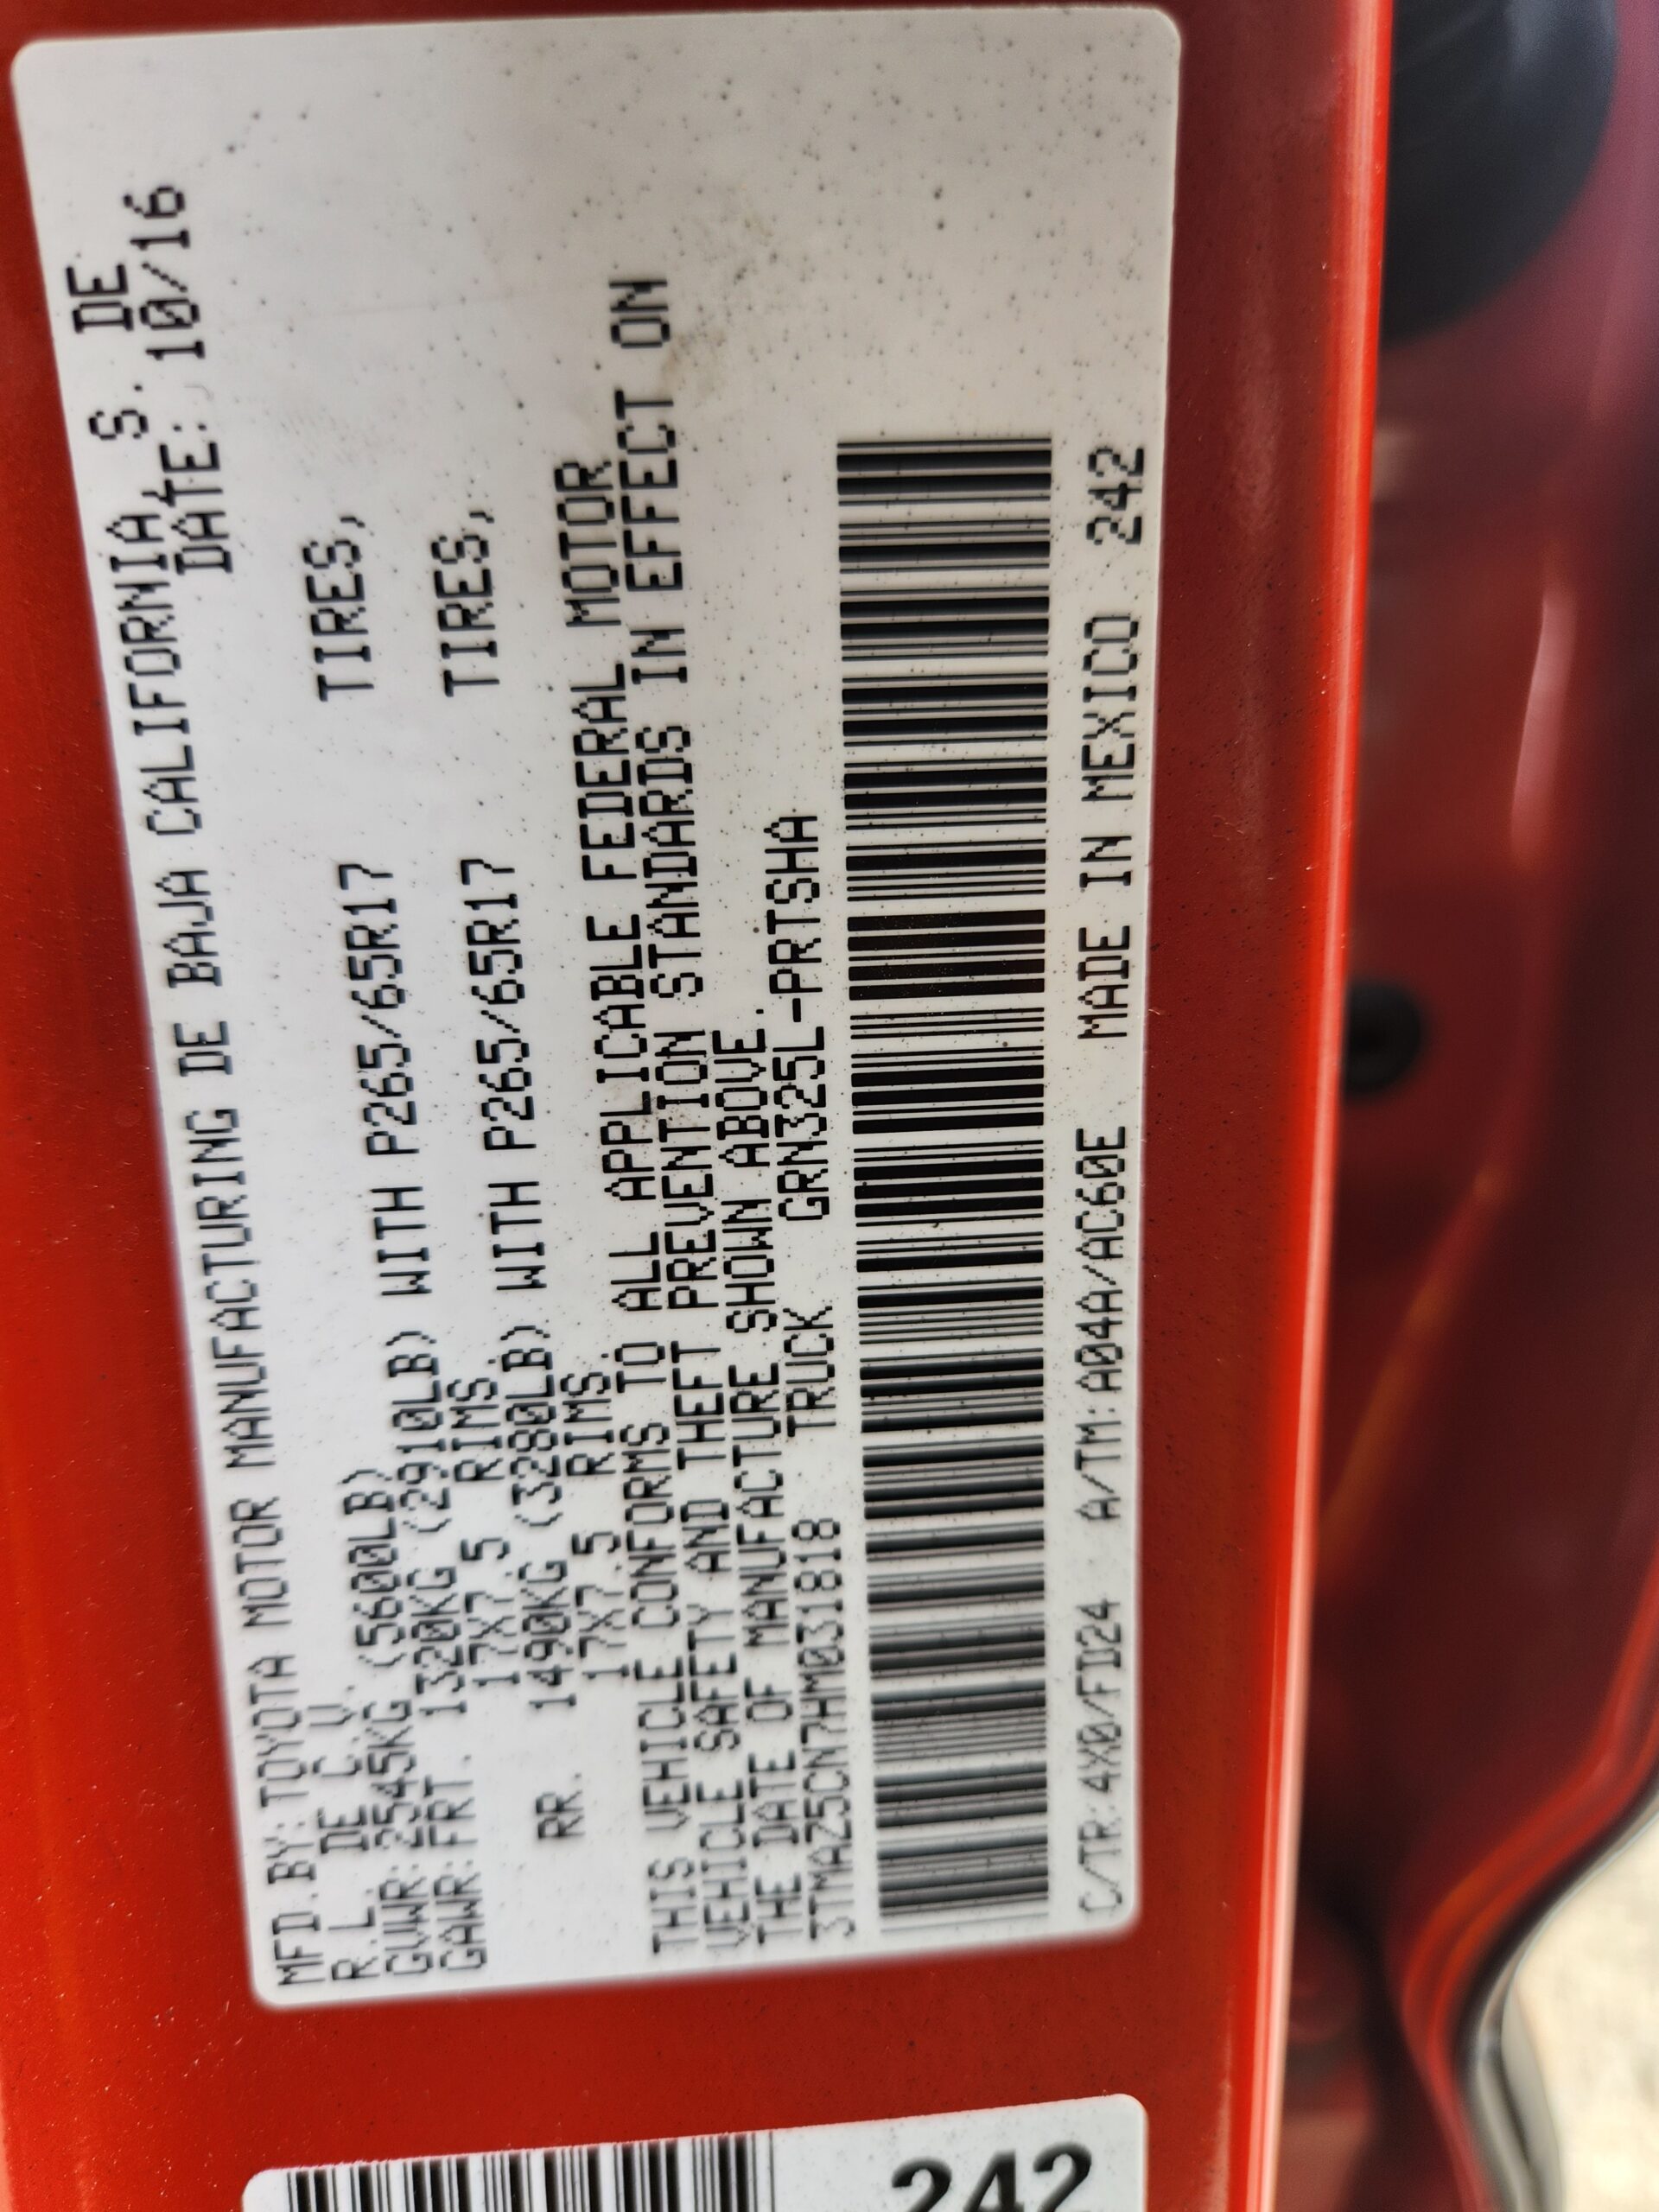 MFD.BY:TOYOTA MOTOR MANUFACTURING DE BAJA CALIFORNIA, S. DE
R.L. DE C.V. DATE: 10/16
GVWR: 2545KG (5600LB)
GAWR:FRT. 1320KG (2910LB) WITH P265/65R17 TIRES,
17X7.5 RIMS,
RR. 1490KG (3280LB) WITH P265/65R17 TIRES,
17X7.5 RIMS.
THIS VEHICLE CONFORMS TO ALL APPLICABLE FEDERAL MOTOR
VEHICLE SAFETY AND THEFT PREVENTION STANDARDS IN EFFECT ON
THE DATE OF MANUFACTURE SHOWN ABOVE.
3TMAZ5CN7HM031818 TRUCK GRN325L-PRTSHA
C/TR:4X0/FD24 A/TM:A04A/AC60E MADE IN MEXICO 242
242